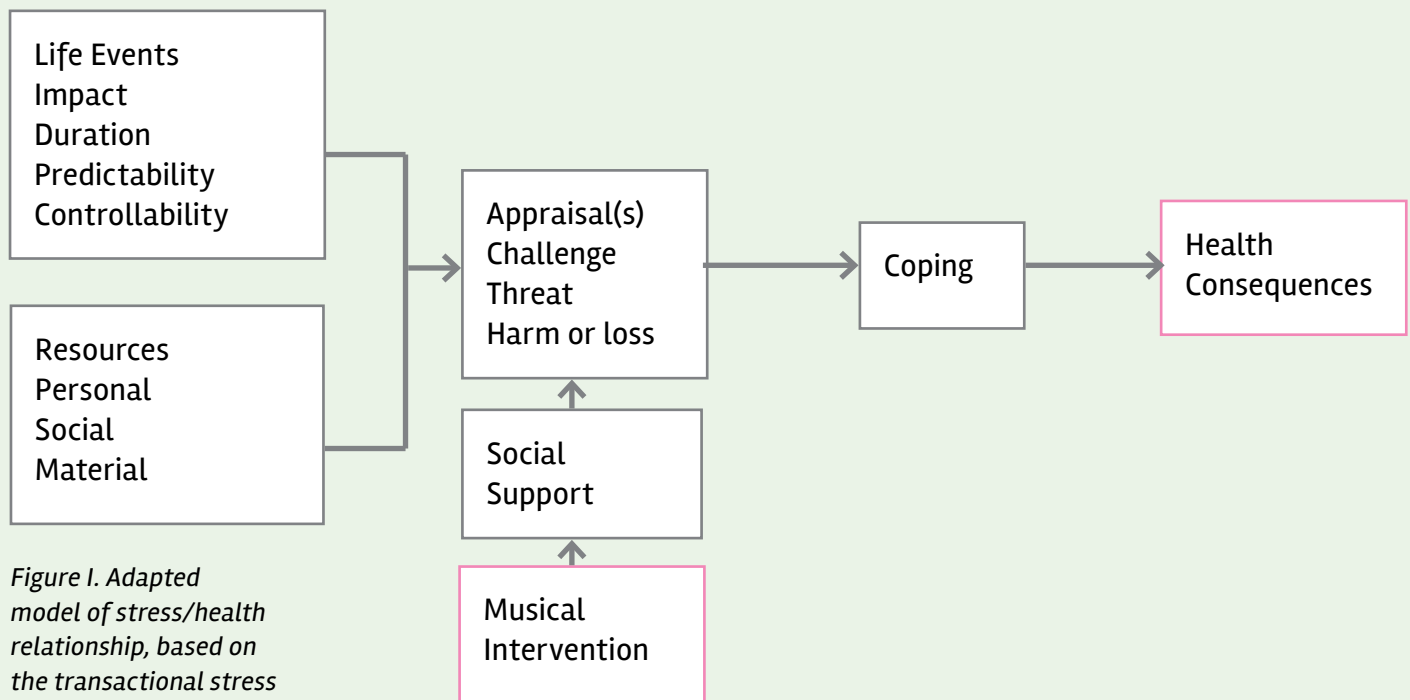 Life Events
Impact
Duration
Predictability
Controllability
Resources
Personal
Social
Material
Appraisal(s)
Challenge
Threat
Harm or loss
Social
Support
Musical
Intervention
Coping
Health
Consequences
Figure I. Adapted
model of stress/health
relationship, based on
the transactional stress